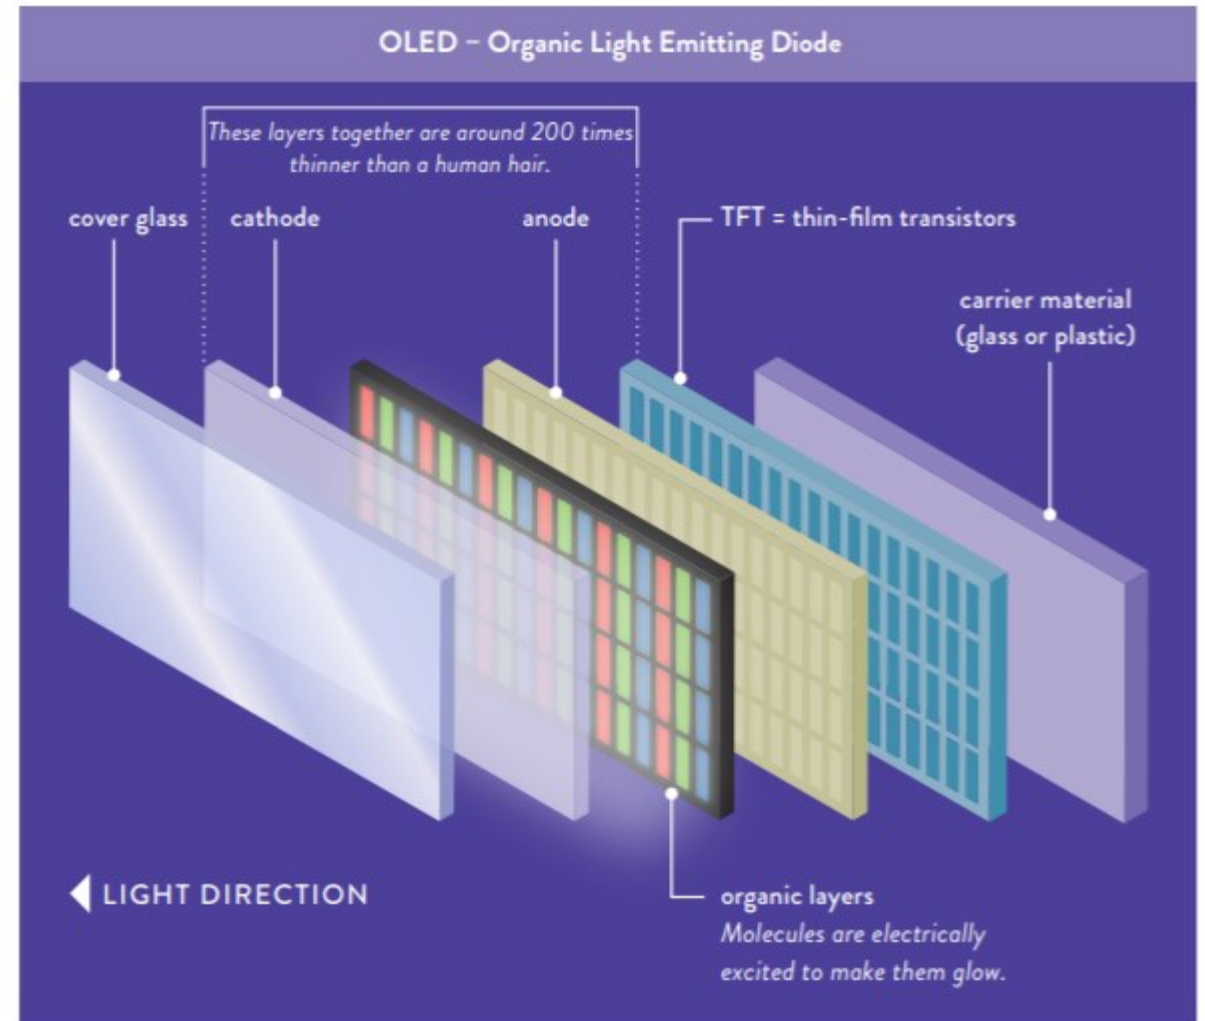 OLED – Organic Light Emitting Diode
These layers together are around 200 times
thinner than a human hair.
cover glass
cathode
anode
TFT = thin-film transistors
carrier material
(glass or plastic)
LIGHT DIRECTION
organic layers
Molecules are electrically
excited to make them glow.